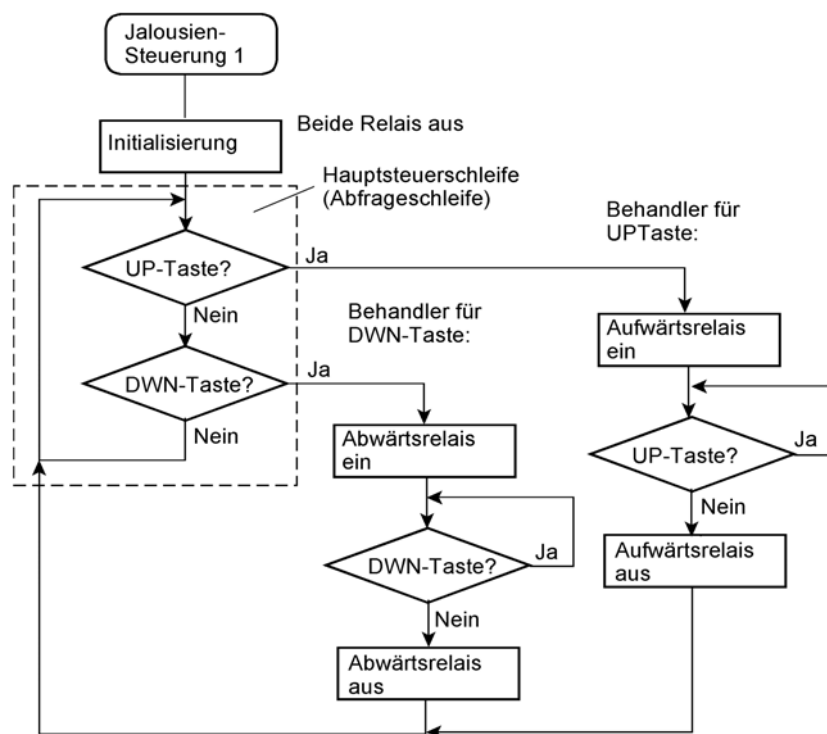 Jalousien-
Steuerung 1
Beide Relais aus
Initialisierung
Hauptsteuerschleife
(Abfrageschleife)
Behandler für
UPTaste:
UP-Taste?
Ja
Nein
Behandler für
DWN-Taste:
Aufwärtsrelais
ein
DWN-Taste?
Ja
Nein
Abwärtsrelais
ein
UP-Taste?
Ja
Nein
DWN-Taste?
Ja
Nein
Aufwärtsrelais
aus
Abwärtsrelais
aus